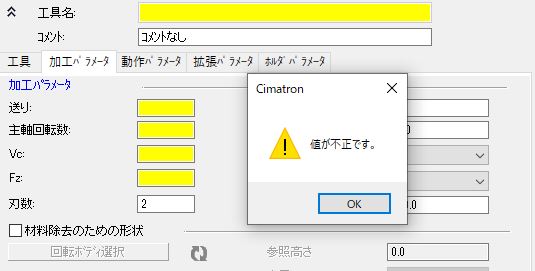 工具名:
コメント: コメントなし
工具 加工パラメータ 動作パラメータ 拡張パラメータ ホルダパラメータ
加工パラメータ
Cimatron
送り:
主軸回転数:
値が不正です。
Vc:
Fz:
刃数: 2
OK
材料除去のための形状
回転ボディ選択 参照高さ 0.0